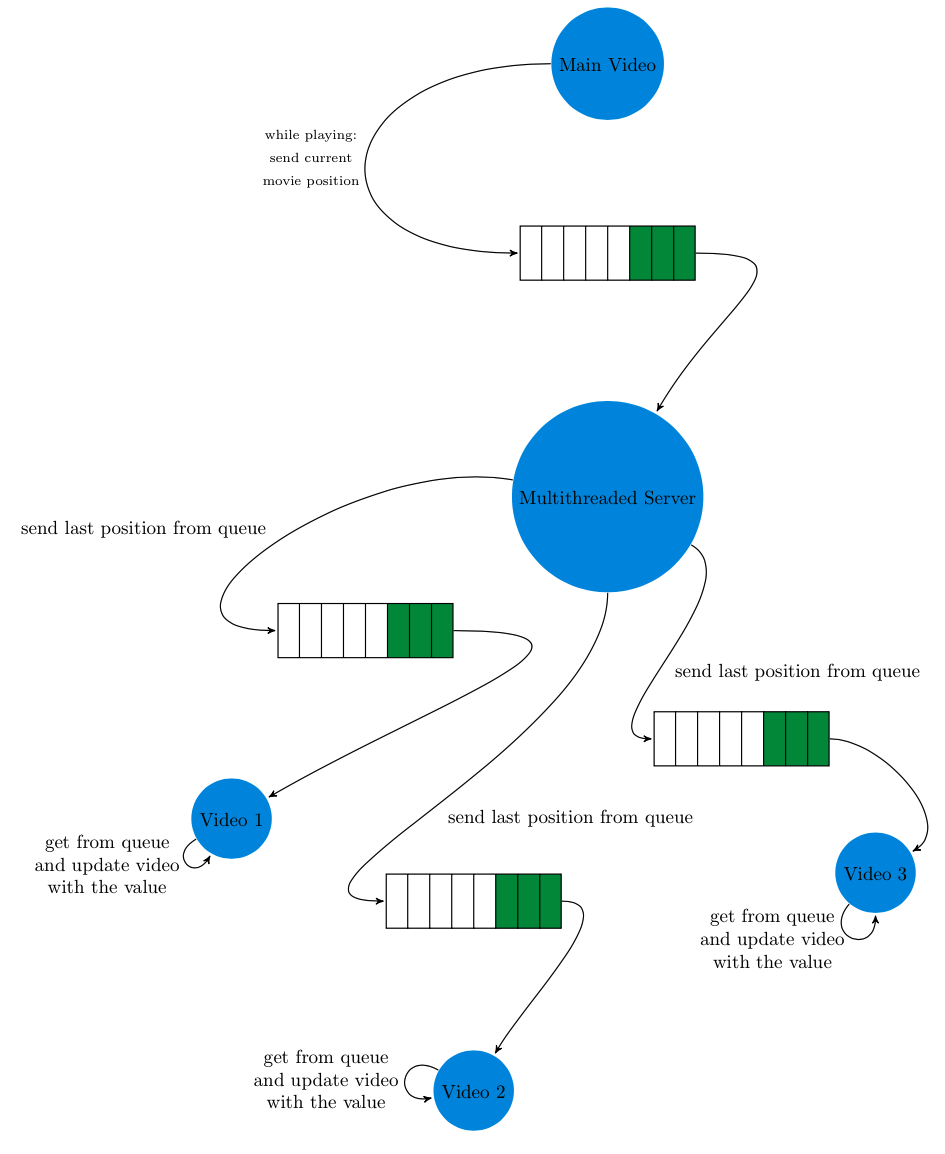 Main Video
while playing:
send current
movie position
Multithreaded Server
send last position from queue
send last position from queue
send last position from queue
Video 1
get from queue
and update video
with the value
Video 3
get from queue
and update video
with the value
get from queue
and update video
with the value
Video 2